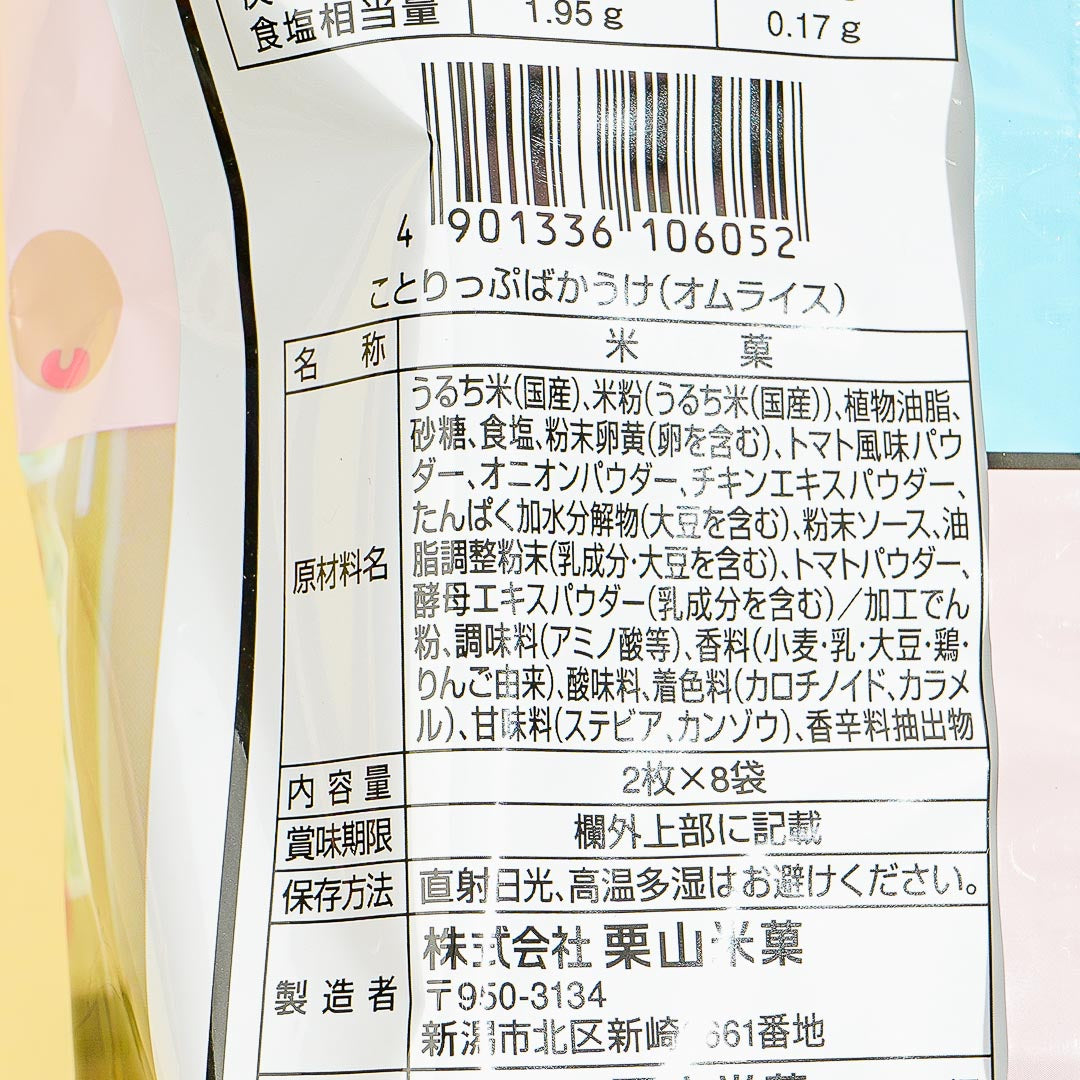 食塩相当量 1.95g 0.17g
4 901336 106052
ことりっぷばかうけ(オムライス)
名称 米菓
原材料名
うるち米(国産)、米粉(うるち米(国産))、植物油脂、
砂糖、食塩、粉末卵黄(卵を含む)、トマト風味パウ
ダー、オニオンパウダー、チキンエキスパウダー、
たんぱく加水分解物(大豆を含む)、粉末ソース、油
脂調整粉末(乳成分・大豆を含む)、トマトパウダー、
酵母エキスパウダー(乳成分を含む)/加工でん
粉、調味料(アミノ酸等)、香料(小麦・乳・大豆・鶏・
りんご由来)、酸味料、着色料(カロチノイド、カラメ
ル)、甘味料(ステビア、カンゾウ)、香辛料抽出物
内容量 2枚×8袋
賞味期限 欄外上部に記載
保存方法 直射日光、高温多湿はお避けください。
製造者
株式会社 栗山米菓
〒950-3134
新潟市北区新崎 661番地